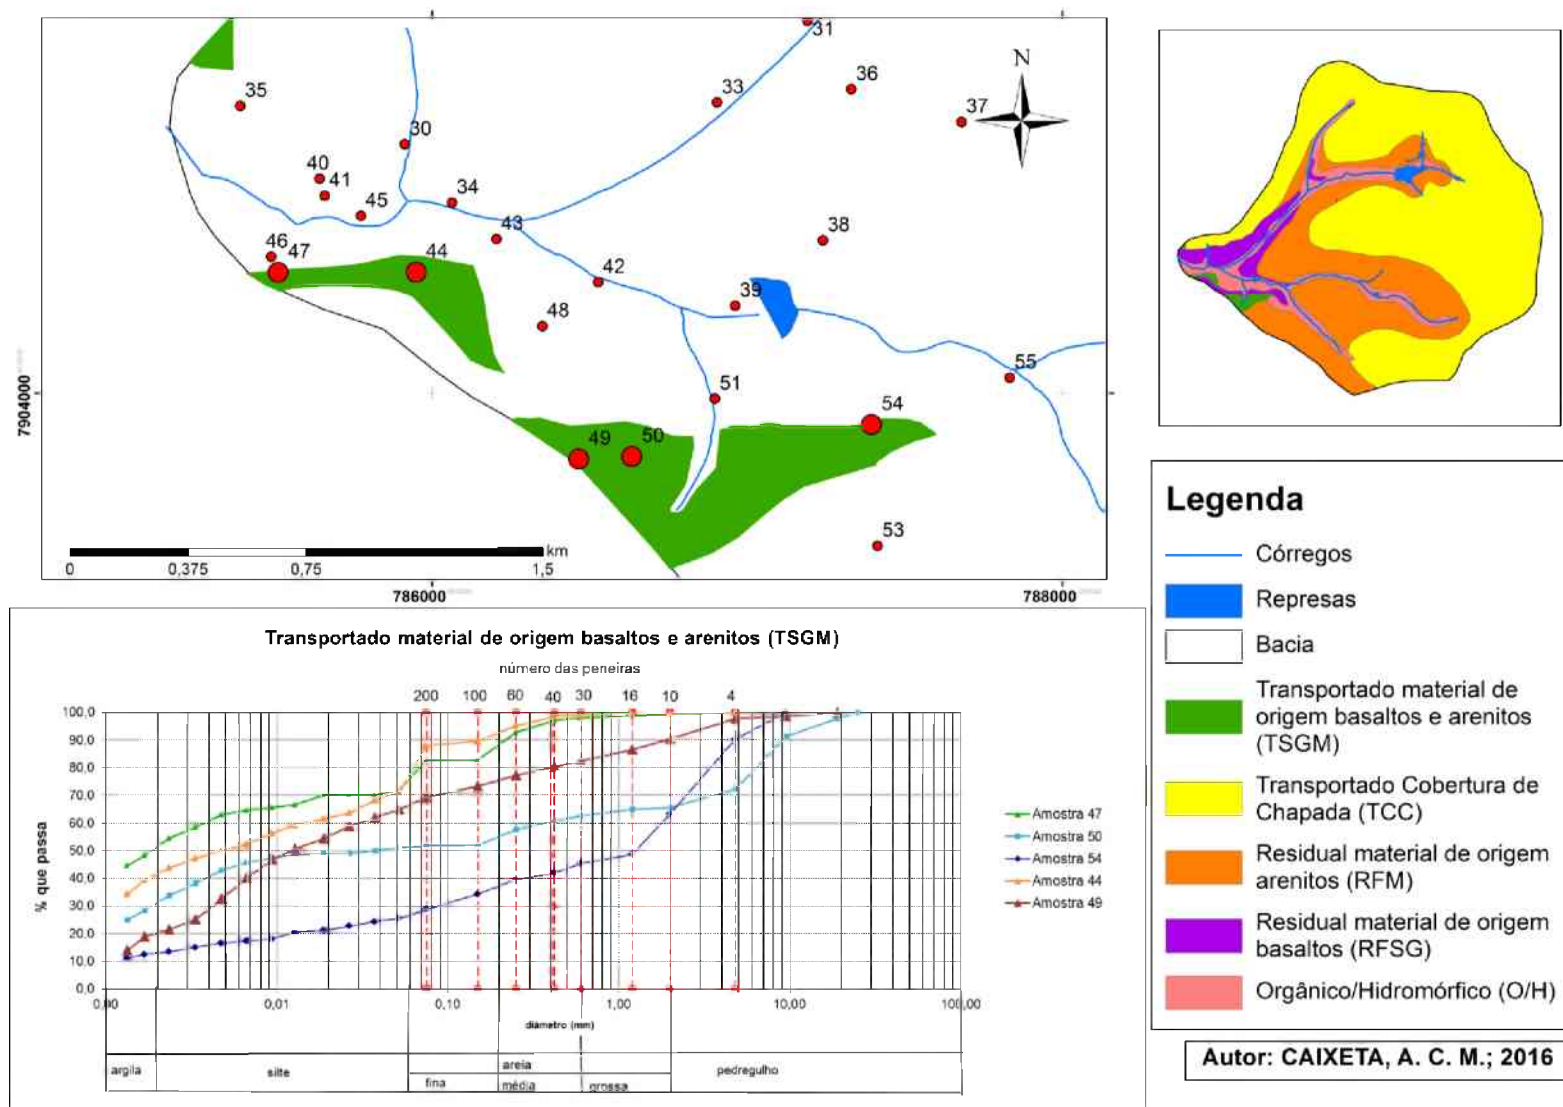 31
N
35
33
36
37
30
40
41
34
45
43
38
46
47
44
42
39
48
55
51
54
49
50
53
7904000
km
0
0,375
0,75
1,5
786000
788000
Legenda
Córregos
Represas
Bacia
Transportado material de
origem basaltos e arenitos
(TSGM)
Transportado Cobertura de
Chapada (TCC)
Residual material de origem
arenitos (RFM)
Residual material de origem
basaltos (RFSG)
Orgânico/Hidromórfico (O/H)
Autor: CAIXETA, A. C. M.; 2016
Transportado material de origem basaltos e arenitos (TSGM)
número das peneiras
200 100 60 40 30 16 10 4
100,0
90,0
80,0
70,0
60,0
50,0
40,0
30,0
20,0
10,0
0,0
% que passa
0,00 0,01 0,10 1,00 10,00 100,00
diâmetro (mm)
Amostra 47
Amostra 50
Amostra 54
Amostra 44
Amostra 49
argila
silte
areia
fina
média
grossa
pedregulho